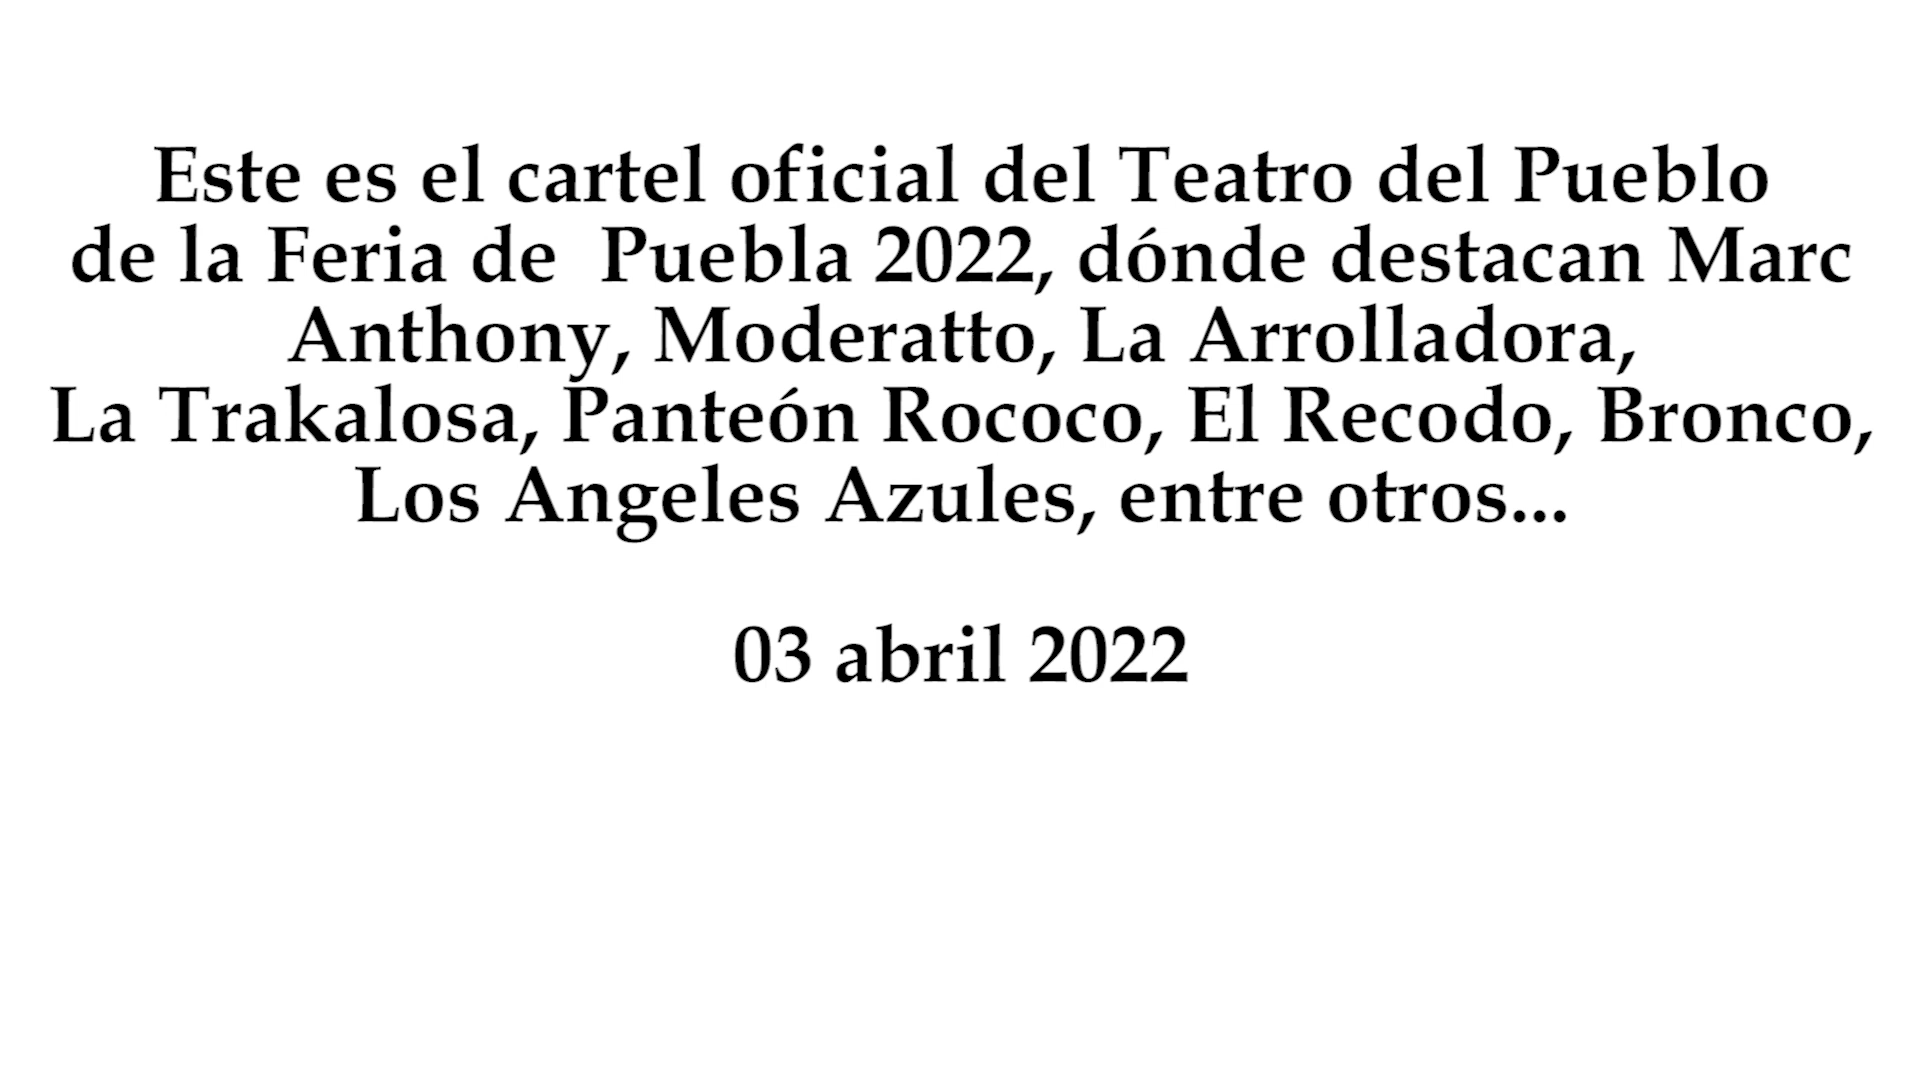 Este es el cartel oficial del Teatro del Pueblo
de la Feria de  Puebla 2022, dónde destacan Marc
Anthony, Moderatto, La Arrolladora,
La Trakalosa, Panteón Rococo, El Recodo, Bronco,
Los Angeles Azules, entre otros...
03 abril 2022